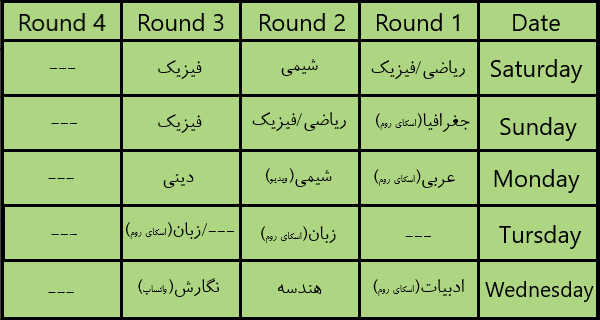 Date Round 1 Round 2 Round 3 Round 4
Saturday ریاضی/فیزیک شیمی فیزیک ---
Sunday جغرافیا(اسکای روم) ریاضی/فیزیک فیزیک ---
Monday عربی(اسکای روم) شیمی(ویدیو) دینی ---
Tursday --- زبان(اسکای روم) ---/زبان(اسکای روم) ---
Wednesday ادبیات(اسکای روم) هندسه نگارش(واتساپ) ---